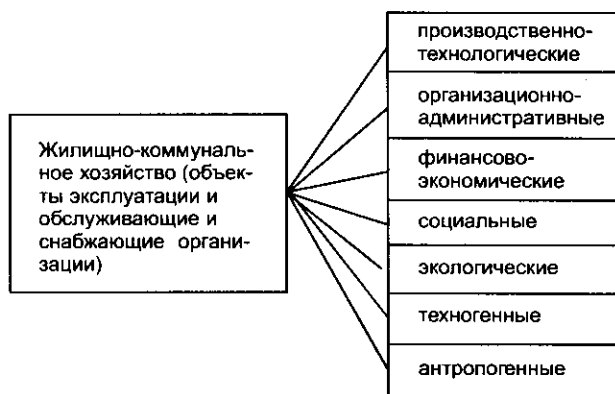 Жилищно-коммуналь-
ное хозяйство (объек-
ты эксплуатации и
обслуживающие и
снабжающие органи-
зации)
производственно-
технологические
организационно-
административные
финансово-
экономические
социальные
экологические
техногенные
антропогенные